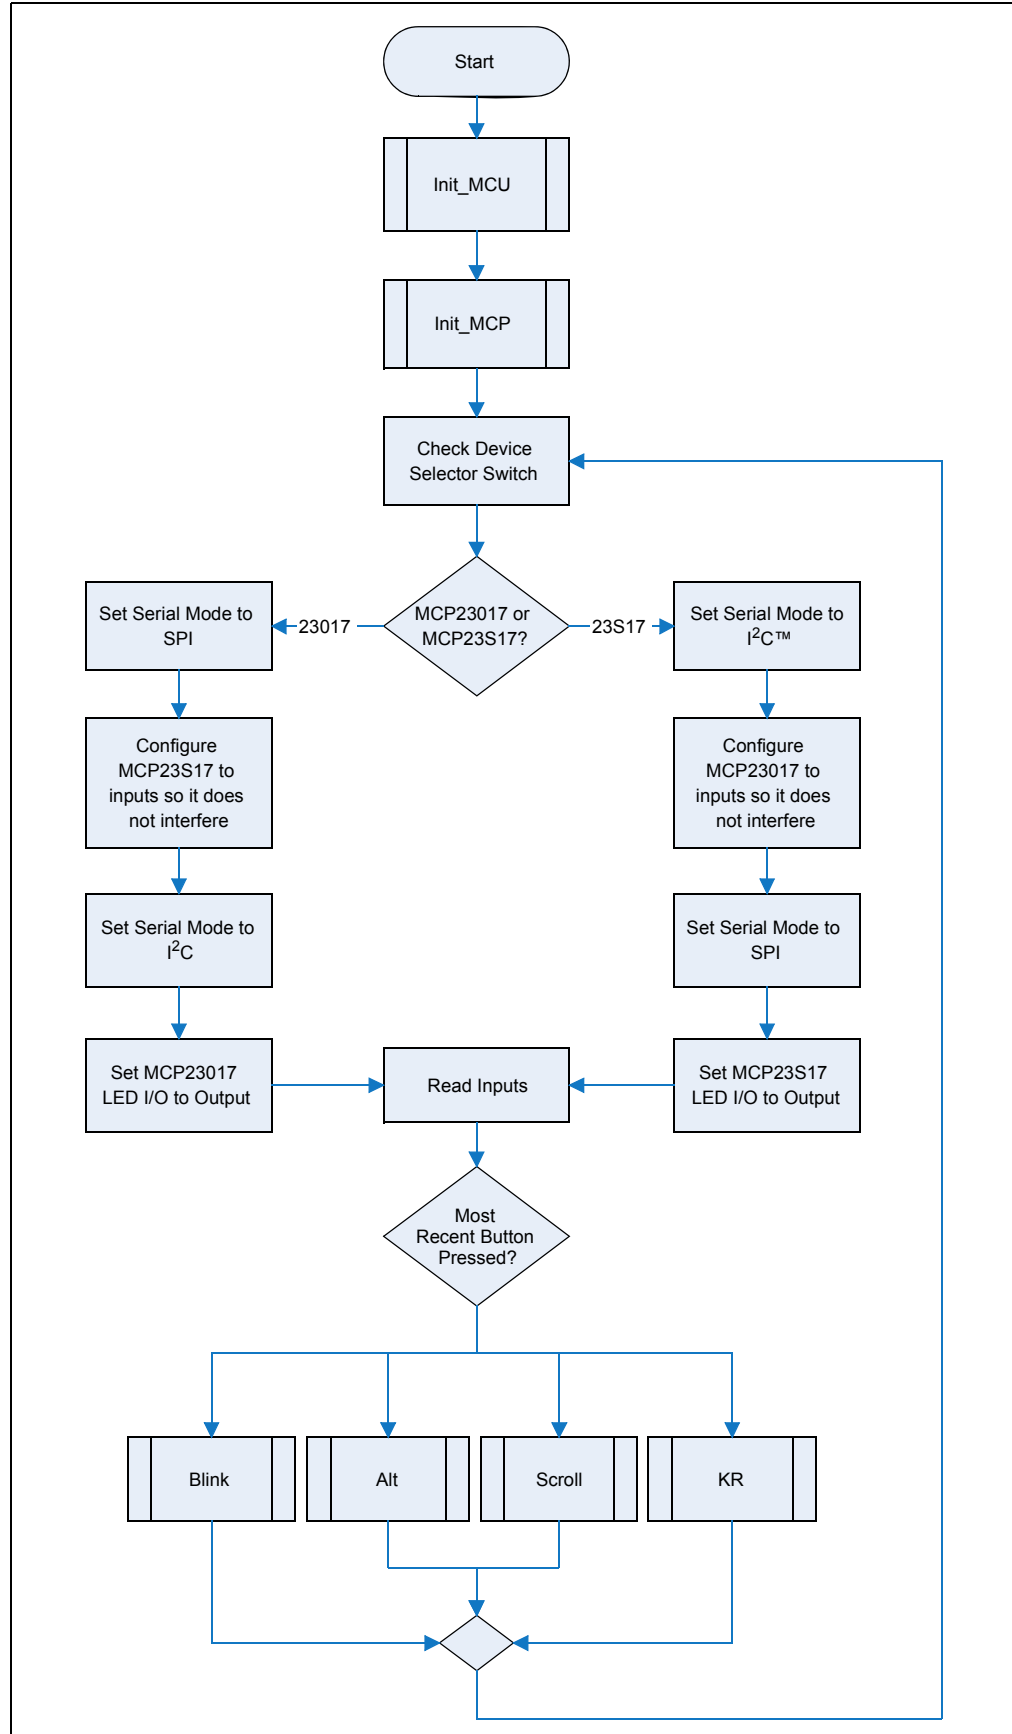 Start
Init_MCU
Init_MCP
Check Device
Selector Switch
MCP23017 or
MCP23S17?
23017
23S17
Set Serial Mode to
SPI
Set Serial Mode to
I²C™
Configure
MCP23S17 to
inputs so it does
not interfere
Configure
MCP23017 to
inputs so it does
not interfere
Set Serial Mode to
I²C
Set Serial Mode to
SPI
Set MCP23017
LED I/O to Output
Read Inputs
Set MCP23S17
LED I/O to Output
Most
Recent Button
Pressed?
Blink
Alt
Scroll
KR